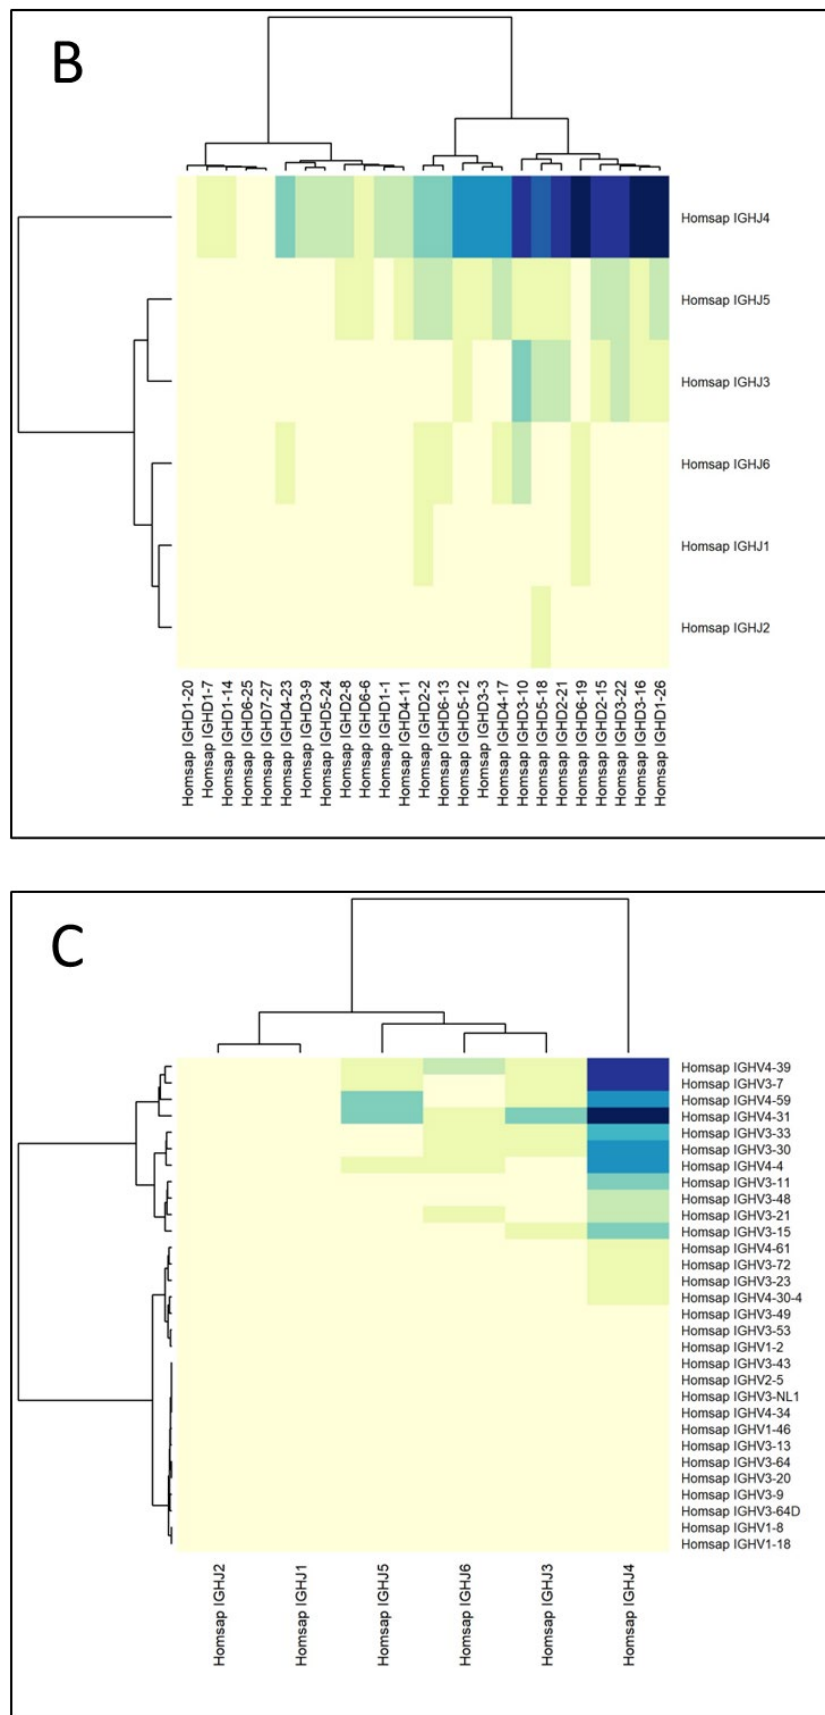 B
Homsap IGHJ4
Homsap IGHJ5
Homsap IGHJ3
Homsap IGHJ6
Homsap IGHJ1
Homsap IGHJ2
Homsap IGHD1-20
Homsap IGHD1-7
Homsap IGHD1-14
Homsap IGHD6-25
Homsap IGHD7-27
Homsap IGHD4-23
Homsap IGHD3-9
Homsap IGHD5-24
Homsap IGHD2-8
Homsap IGHD6-6
Homsap IGHD1-1
Homsap IGHD4-11
Homsap IGHD2-2
Homsap IGHD6-13
Homsap IGHD5-12
Homsap IGHD3-3
Homsap IGHD4-17
Homsap IGHD3-10
Homsap IGHD5-18
Homsap IGHD2-21
Homsap IGHD6-19
Homsap IGHD2-15
Homsap IGHD3-22
Homsap IGHD3-16
Homsap IGHD1-26
C
Homsap IGHV4-39
Homsap IGHV3-7
Homsap IGHV4-59
Homsap IGHV4-31
Homsap IGHV3-33
Homsap IGHV3-30
Homsap IGHV4-4
Homsap IGHV3-11
Homsap IGHV3-48
Homsap IGHV3-21
Homsap IGHV3-15
Homsap IGHV4-61
Homsap IGHV3-72
Homsap IGHV3-23
Homsap IGHV4-30-4
Homsap IGHV3-49
Homsap IGHV3-53
Homsap IGHV1-2
Homsap IGHV3-43
Homsap IGHV2-5
Homsap IGHV3-NL1
Homsap IGHV4-34
Homsap IGHV1-46
Homsap IGHV3-13
Homsap IGHV3-64
Homsap IGHV3-20
Homsap IGHV3-9
Homsap IGHV3-64D
Homsap IGHV1-8
Homsap IGHV1-18
Homsap IGHJ2
Homsap IGHJ1
Homsap IGHJ5
Homsap IGHJ6
Homsap IGHJ3
Homsap IGHJ4